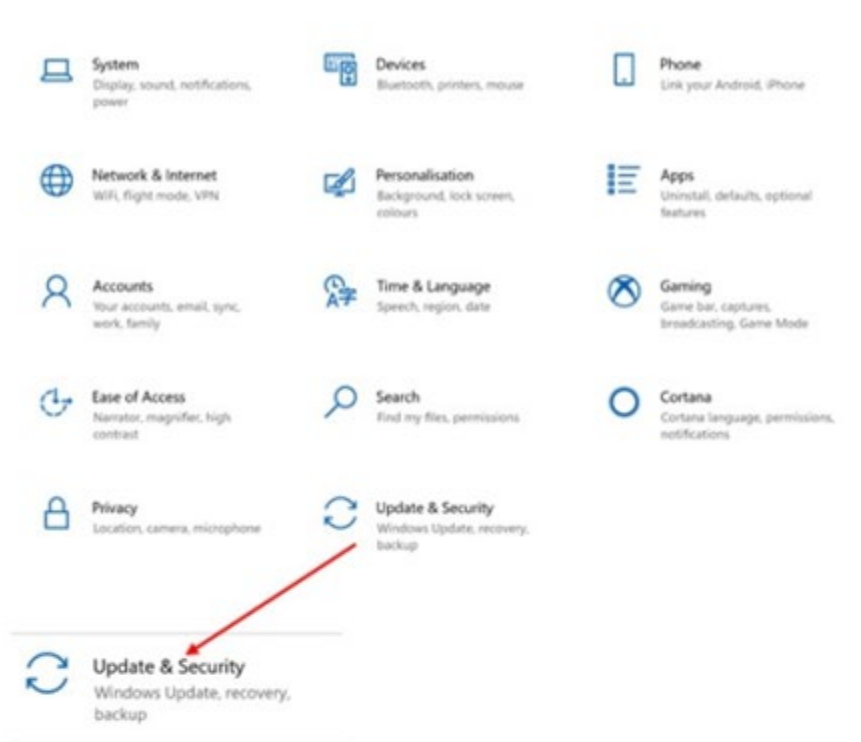 System
Display, sound, notifications,
power
Devices
Bluetooth, printers, mouse
Phone
Link your Android, iPhone
Network & Internet
WiFi, flight mode, VPN
Personalisation
Background, lock screen,
colours
Apps
Uninstall, defaults, optional
features
Accounts
Your accounts, email, sync,
work, family
Time & Language
Speech, region, date
Gaming
Game bar, captures,
broadcasting, Game Mode
Ease of Access
Narrator, magnifier, high
contrast
Search
Find my files, permissions
Cortana
Cortana language, permissions,
notifications
Privacy
Location, camera, microphone
Update & Security
Windows Update, recovery,
backup
Update & Security
Windows Update, recovery,
backup